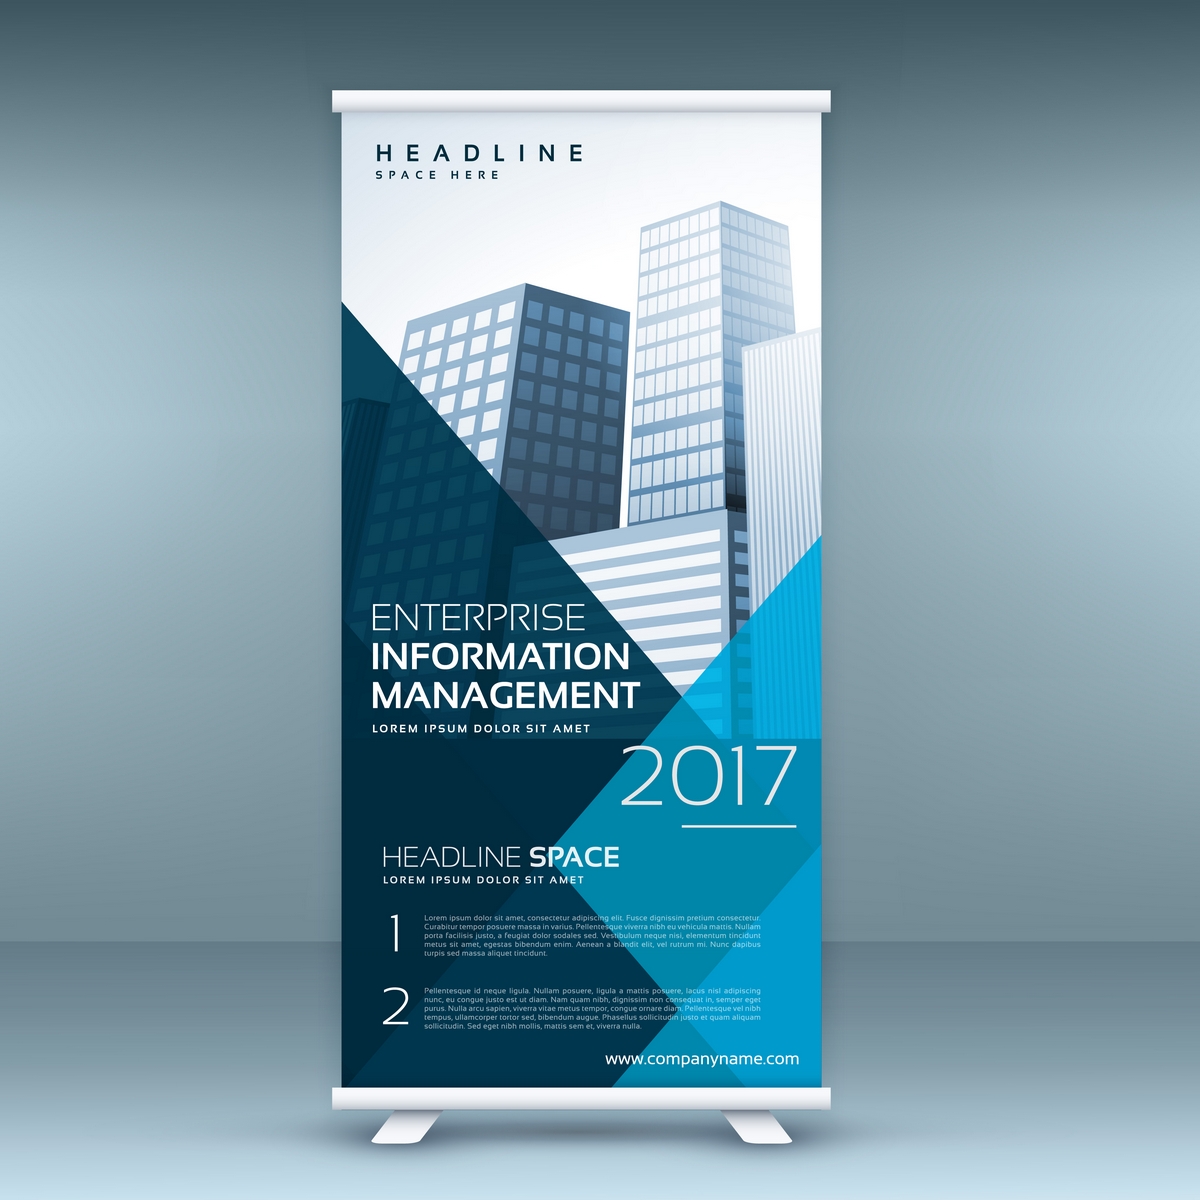 HEADLINE
SPACE HERE
ENTERPRISE
INFORMATION
MANAGEMENT
LOREM IPSUM DOLOR SIT AMET
2017
HEADLINE SPACE
LOREM IPSUM DOLOR SIT AMET
1
Lorem ipsum dolor sit amet, consectetur adipiscing elit. Fusce dignissim pretium consectetur.
Curabitur tempor posuere massa in varius. Pellentesque viverra nibh eu vehicula mattis. Nullam
porta facilisis justo, a feugiat dolor sodales sed. Vestibulum neque nisi, elementum tincidunt
metus sit amet, egestas bibendum enim. Aenean a blandit elit, vel rutrum mi. Nunc dapibus
turpis sed massa aliquet tincidunt.
2
Pellentesque id neque ligula. Nullam posuere, ligula a mattis posuere, lacus nisl adipiscing
nunc, eu congue justo est ut diam. Nam quam nibh, dignissim non consequat in, semper eget
purus. Nulla arcu sapien, viverra vitae metus tempor, congue ornare diam. Pellentesque vel nibh
tempus, ullamcorper tortor sed, bibendum augue. Phasellus sollicitudin justo et quam aliquam
sollicitudin. Sed eget nibh mollis, mattis sem et, viverra nulla.
www.companyname.com